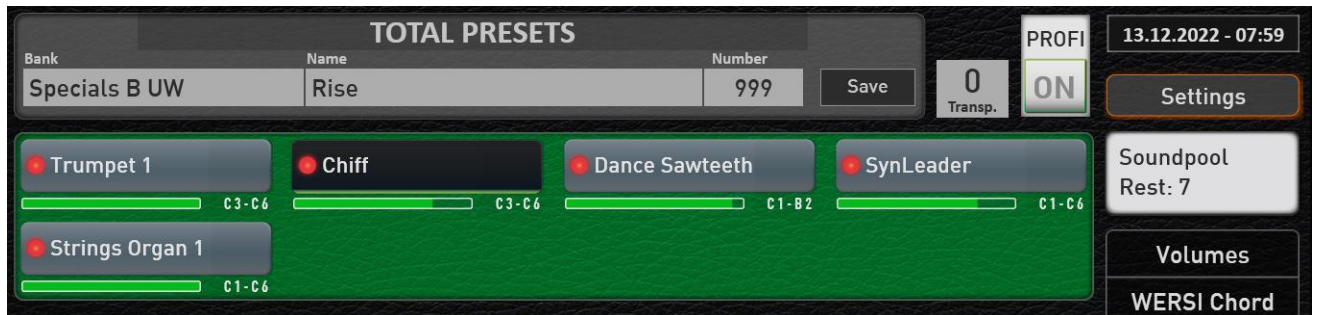 TOTAL PRESETS
Bank Name Number
Specials B UW Rise 999 Save
0
Transp.
PROFI
ON
13.12.2022 - 07:59
Settings
Trumpet 1 Chiff Dance Sawteeth SynLeader
C3-C6 C3-C6 C1-B2 C1-C6
Strings Organ 1
C1-C6
Soundpool
Rest: 7
Volumes
WERSI Chord